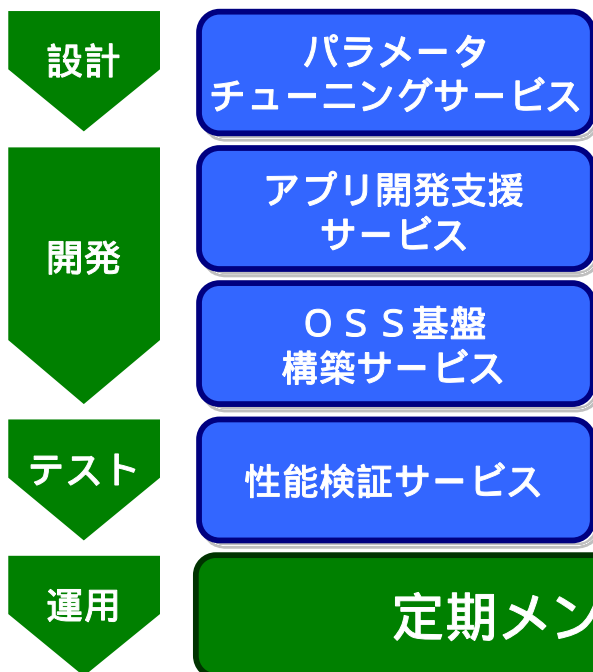 設計
パラメータ
チューニングサービス
開発
アプリ開発支援
サービス
ＯＳＳ基盤
構築サービス
テスト
性能検証サービス
運用
定期メン